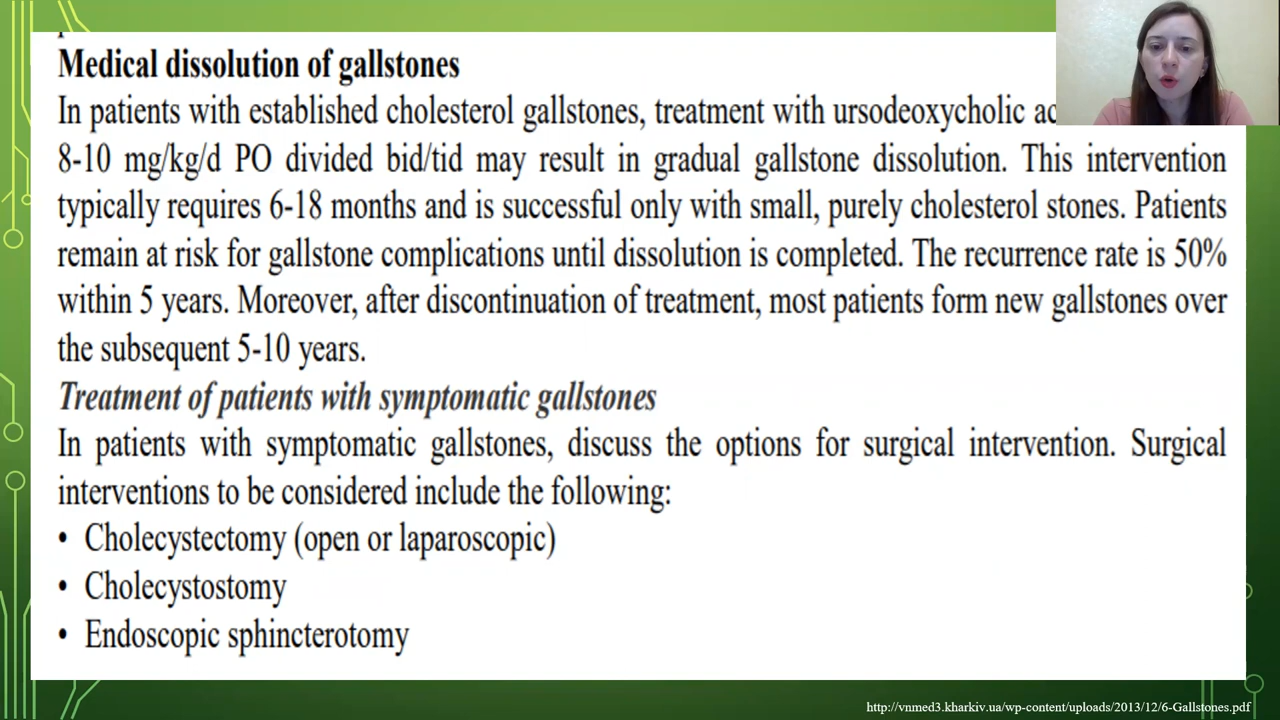 Medical dissolution of gallstones
In patients with established cholesterol gallstones, treatment with ursodeoxycholic
8-10 mg/kg/d PO divided bid/tid may result in gradual gallstone dissolution. This intervention
typically requires 6-18 months and is successful only with small, purely cholesterol stones. Patients
remain at risk for gallstone complications until dissolution is completed. The recurrence rate is 50%
within 5 years. Moreover, after discontinuation of treatment, most patients form new gallstones over
the subsequent 5-10 years.
Treatment of patients with symptomatic gallstones
In patients with symptomatic gallstones, discuss the options for surgical intervention. Surgical
interventions to be considered include the following:
• Cholecystectomy (open or laparoscopic)
• Cholecystostomy
• Endoscopic sphincterotomy
http://vnmed3.kharkiv.ua/wp-content/uploads/2013/12/6-Gallstones.pdf